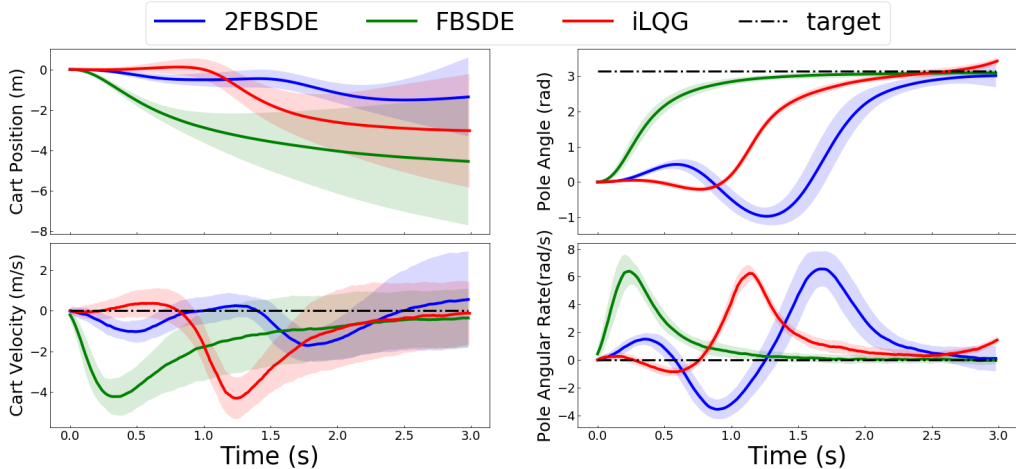 2FBSDE FBSDE iLQG target
Cart Position (m)
0
−2
−4
−6
−8
Pole Angle (rad)
3
2
1
0
−1
Cart Velocity (m/s)
2
0
−2
−4
0.0 0.5 1.0 1.5 2.0 2.5 3.0
Time (s)
Pole Angular Rate(rad/s)
8
6
4
2
0
−2
−4
0.0 0.5 1.0 1.5 2.0 2.5 3.0
Time (s)